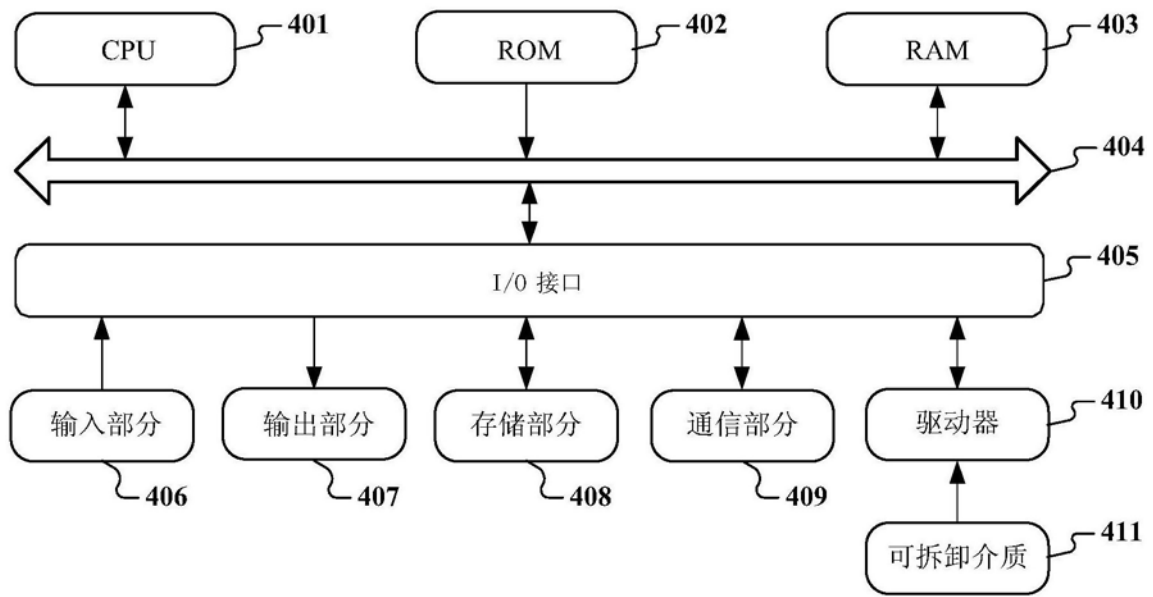 CPU
401
ROM
402
RAM
403
404
I/O 接口
405
输入部分
输出部分
存储部分
通信部分
驱动器
410
406
407
408
409
可拆卸介质
411